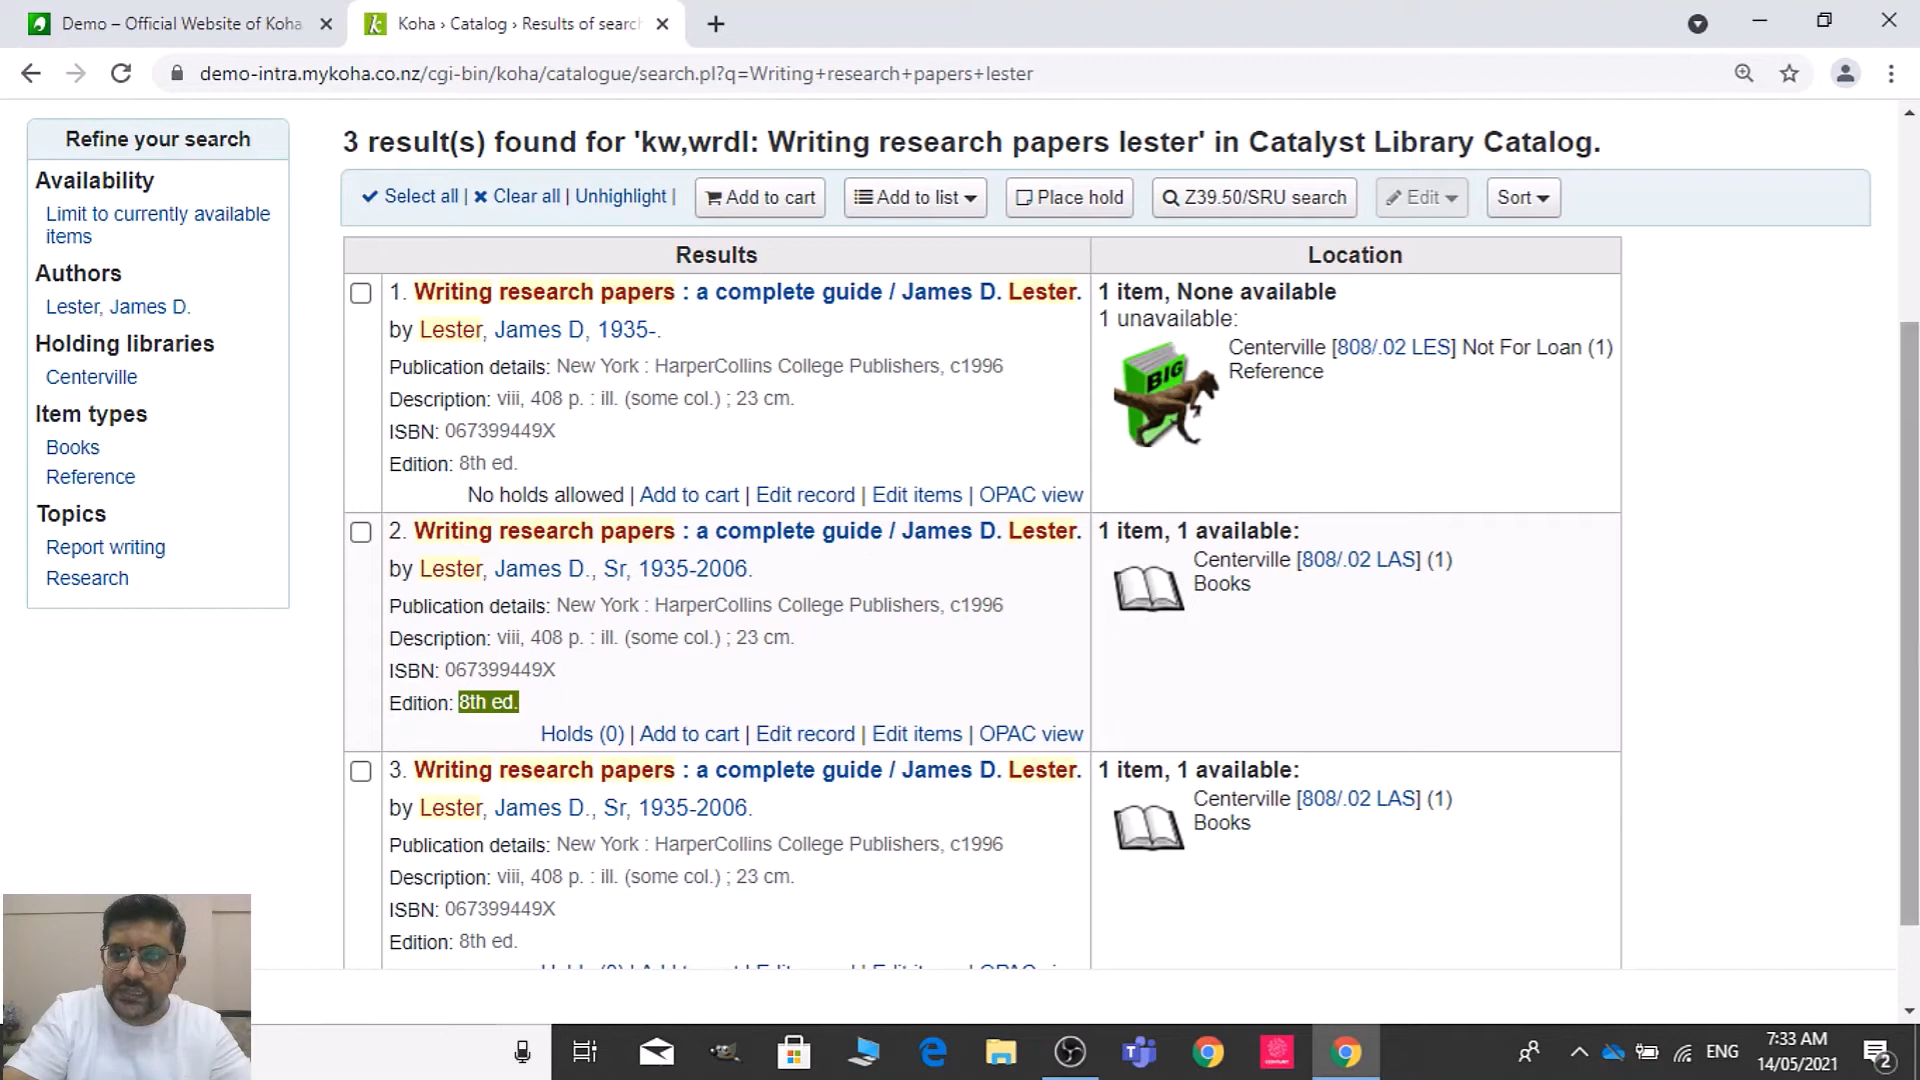 Demo – Official Website of Koha
Koha › Catalog › Results of searc
demo-intra.mykoha.co.nz/cgi-bin/koha/catalogue/search.pl?q=Writing+research+papers+lester
Refine your search
Availability
Limit to currently available
items
Authors
Lester, James D.
Holding libraries
Centerville
Item types
Books
Reference
Topics
Report writing
Research
3 result(s) found for 'kw,wrdl: Writing research papers lester' in Catalyst Library Catalog.
Select all | Clear all | Unhighlight | Add to cart Add to list Place hold Z39.50/SRU search Edit Sort
Results Location
1. Writing research papers : a complete guide / James D. Lester.
by Lester, James D, 1935-.
Publication details: New York : HarperCollins College Publishers, c1996
Description: viii, 408 p. : ill. (some col.) ; 23 cm.
ISBN: 067399449X
Edition: 8th ed.
No holds allowed | Add to cart | Edit record | Edit items | OPAC view
1 item, None available
1 unavailable:
BIG
Centerville [808/.02 LES] Not For Loan (1)
Reference
2. Writing research papers : a complete guide / James D. Lester.
by Lester, James D., Sr, 1935-2006.
Publication details: New York : HarperCollins College Publishers, c1996
Description: viii, 408 p. : ill. (some col.) ; 23 cm.
ISBN: 067399449X
Edition: 8th ed.
Holds (0) | Add to cart | Edit record | Edit items | OPAC view
1 item, 1 available:
Centerville [808/.02 LAS] (1)
Books
3. Writing research papers : a complete guide / James D. Lester.
by Lester, James D., Sr, 1935-2006.
Publication details: New York : HarperCollins College Publishers, c1996
Description: viii, 408 p. : ill. (some col.) ; 23 cm.
ISBN: 067399449X
Edition: 8th ed.
1 item, 1 available:
Centerville [808/.02 LAS] (1)
Books
ENG
7:33 AM
14/05/2021
2